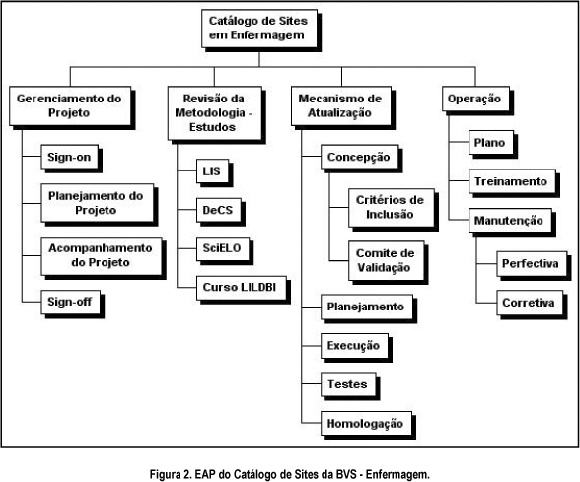 Catálogo de Sites
em Enfermagem
Gerenciamento do
Projeto
Sign-on
Planejamento do
Projeto
Acompanhamento
do Projeto
Sign-off
Revisão da
Metodologia -
Estudos
LIS
DeCS
SciELO
Curso LILDBI
Mecanismo de
Atualização
Concepção
Critérios de
Inclusão
Comite de
Validação
Planejamento
Execução
Testes
Homologação
Operação
Plano
Treinamento
Manutenção
Perfectiva
Corretiva
Figura 2. EAP do Catálogo de Sites da BVS - Enfermagem.